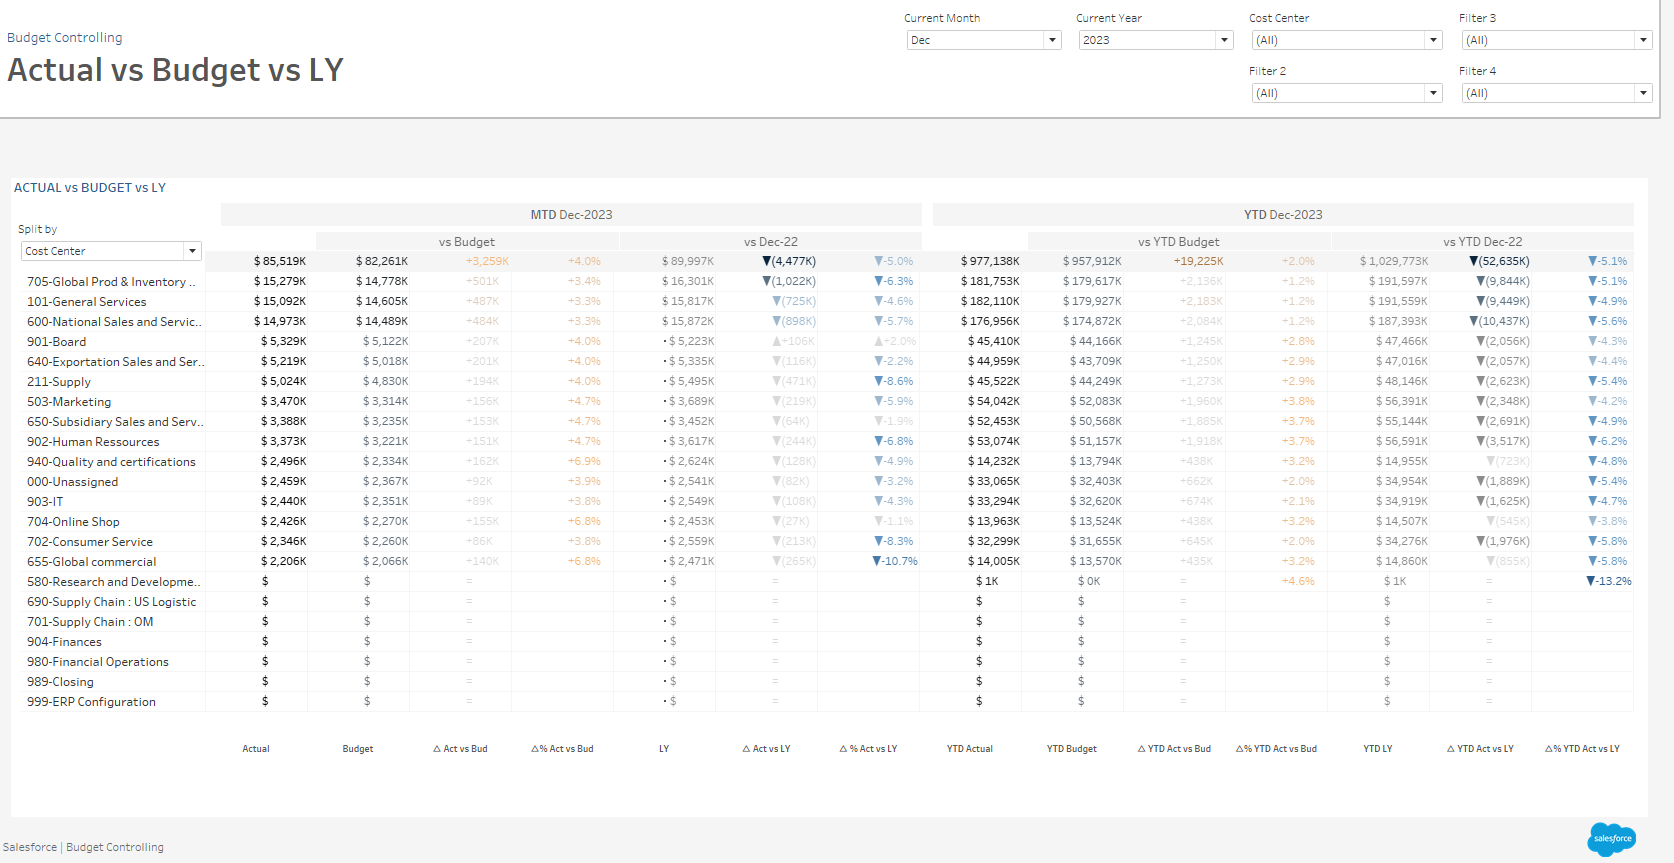 Budget Controlling
Actual vs Budget vs LY
Current Month
Current Year
Cost Center
Filter 3
Dec
2023
(All)
(All)
Filter 2
Filter 4
(All)
(All)
ACTUAL vs BUDGET vs LY
MTD Dec-2023
YTD Dec-2023
Split by
Cost Center
vs Budget
vs Dec-22
vs YTD Budget
vs YTD Dec-22
$ 85,519K $ 82,261K +3,259K +4.0% $ 89,997K ▼(4,477K) ▼-5.0% $ 977,138K $ 957,912K +19,225K +2.0% $ 1,029,773K ▼(52,635K) ▼-5.1%
705-Global Prod & Inventory .. $ 15,279K $ 14,778K +501K +3.4% $ 16,301K ▼(1,022K) ▼-6.3% $ 181,753K $ 179,617K +2,136K +1.2% $ 191,597K ▼(9,844K) ▼-5.1%
101-General Services $ 15,092K $ 14,605K +487K +3.3% $ 15,817K ▼(725K) ▼-4.6% $ 182,110K $ 179,927K +2,183K +1.2% $ 191,559K ▼(9,449K) ▼-4.9%
600-National Sales and Servic.. $ 14,973K $ 14,489K +484K +3.3% $ 15,872K ▼(898K) ▼-5.7% $ 176,956K $ 174,872K +2,084K +1.2% $ 187,393K ▼(10,437K) ▼-5.6%
901-Board $ 5,329K $ 5,122K +207K +4.0% • $ 5,223K ▲+106K ▲+2.0% $ 45,410K $ 44,166K +1,245K +2.8% $ 47,466K ▼(2,056K) ▼-4.3%
640-Exportation Sales and Ser.. $ 5,219K $ 5,018K +201K +4.0% • $ 5,335K ▼(116K) ▼-2.2% $ 44,959K $ 43,709K +1,250K +2.9% $ 47,016K ▼(2,057K) ▼-4.4%
211-Supply $ 5,024K $ 4,830K +194K +4.0% • $ 5,495K ▼(471K) ▼-8.6% $ 45,522K $ 44,249K +1,273K +2.9% $ 48,146K ▼(2,623K) ▼-5.4%
503-Marketing $ 3,470K $ 3,314K +156K +4.7% • $ 3,689K ▼(219K) ▼-5.9% $ 54,042K $ 52,083K +1,960K +3.8% $ 56,391K ▼(2,348K) ▼-4.2%
650-Subsidiary Sales and Serv.. $ 3,388K $ 3,235K +153K +4.7% • $ 3,452K ▼(64K) ▼-1.9% $ 52,453K $ 50,568K +1,885K +3.7% $ 55,144K ▼(2,691K) ▼-4.9%
902-Human Ressources $ 3,373K $ 3,221K +151K +4.7% • $ 3,617K ▼(244K) ▼-6.8% $ 53,074K $ 51,157K +1,918K +3.7% $ 56,591K ▼(3,517K) ▼-6.2%
940-Quality and certifications $ 2,496K $ 2,334K +162K +6.9% • $ 2,624K ▼(128K) ▼-4.9% $ 14,232K $ 13,794K +438K +3.2% $ 14,955K ▼(723K) ▼-4.8%
000-Unassigned $ 2,459K $ 2,367K +92K +3.9% • $ 2,541K ▼(82K) ▼-3.2% $ 33,065K $ 32,403K +662K +2.0% $ 34,954K ▼(1,889K) ▼-5.4%
903-IT $ 2,440K $ 2,351K +89K +3.8% • $ 2,549K ▼(108K) ▼-4.3% $ 33,294K $ 32,620K +674K +2.1% $ 34,919K ▼(1,625K) ▼-4.7%
704-Online Shop $ 2,426K $ 2,270K +155K +6.8% • $ 2,453K ▼(27K) ▼-1.1% $ 13,963K $ 13,524K +438K +3.2% $ 14,507K ▼(545K) ▼-3.8%
702-Consumer Service $ 2,346K $ 2,260K +86K +3.8% • $ 2,559K ▼(213K) ▼-8.3% $ 32,299K $ 31,655K +645K +2.0% $ 34,276K ▼(1,976K) ▼-5.8%
655-Global commercial $ 2,206K $ 2,066K +140K +6.8% • $ 2,471K ▼(265K) ▼-10.7% $ 14,005K $ 13,570K +435K +3.2% $ 14,860K ▼(855K) ▼-5.8%
580-Research and Developme.. $ $ = • $ = $ 1K $ 0K = +4.6% $ 1K = ▼-13.2%
690-Supply Chain : US Logistic $ $ = • $ = $ $ = $ =
701-Supply Chain : OM $ $ = • $ = $ $ = $ =
904-Finances $ $ = • $ = $ $ = $ =
980-Financial Operations $ $ = • $ = $ $ = $ =
989-Closing $ $ = • $ = $ $ = $ =
999-ERP Configuration $ $ = • $ = $ $ = $ =
Actual Budget △ Act vs Bud △% Act vs Bud LY △ Act vs LY △ % Act vs LY YTD Actual YTD Budget △ YTD Act vs Bud △% YTD Act vs Bud YTD LY △ YTD Act vs LY △% YTD Act vs LY
salesforce
Salesforce | Budget Controlling